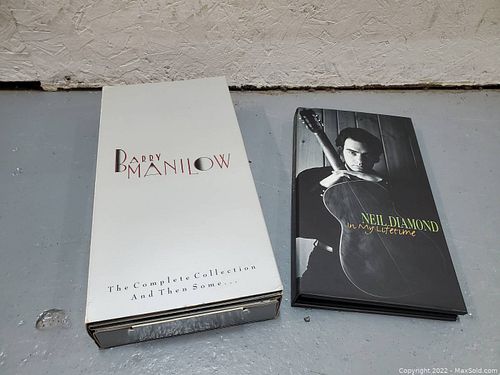 BARRY
MANILOW
The Complete Collection
And Then Some...
NEIL DIAMOND
in My Lifetime
Copyright 2022 - MaxSold.com